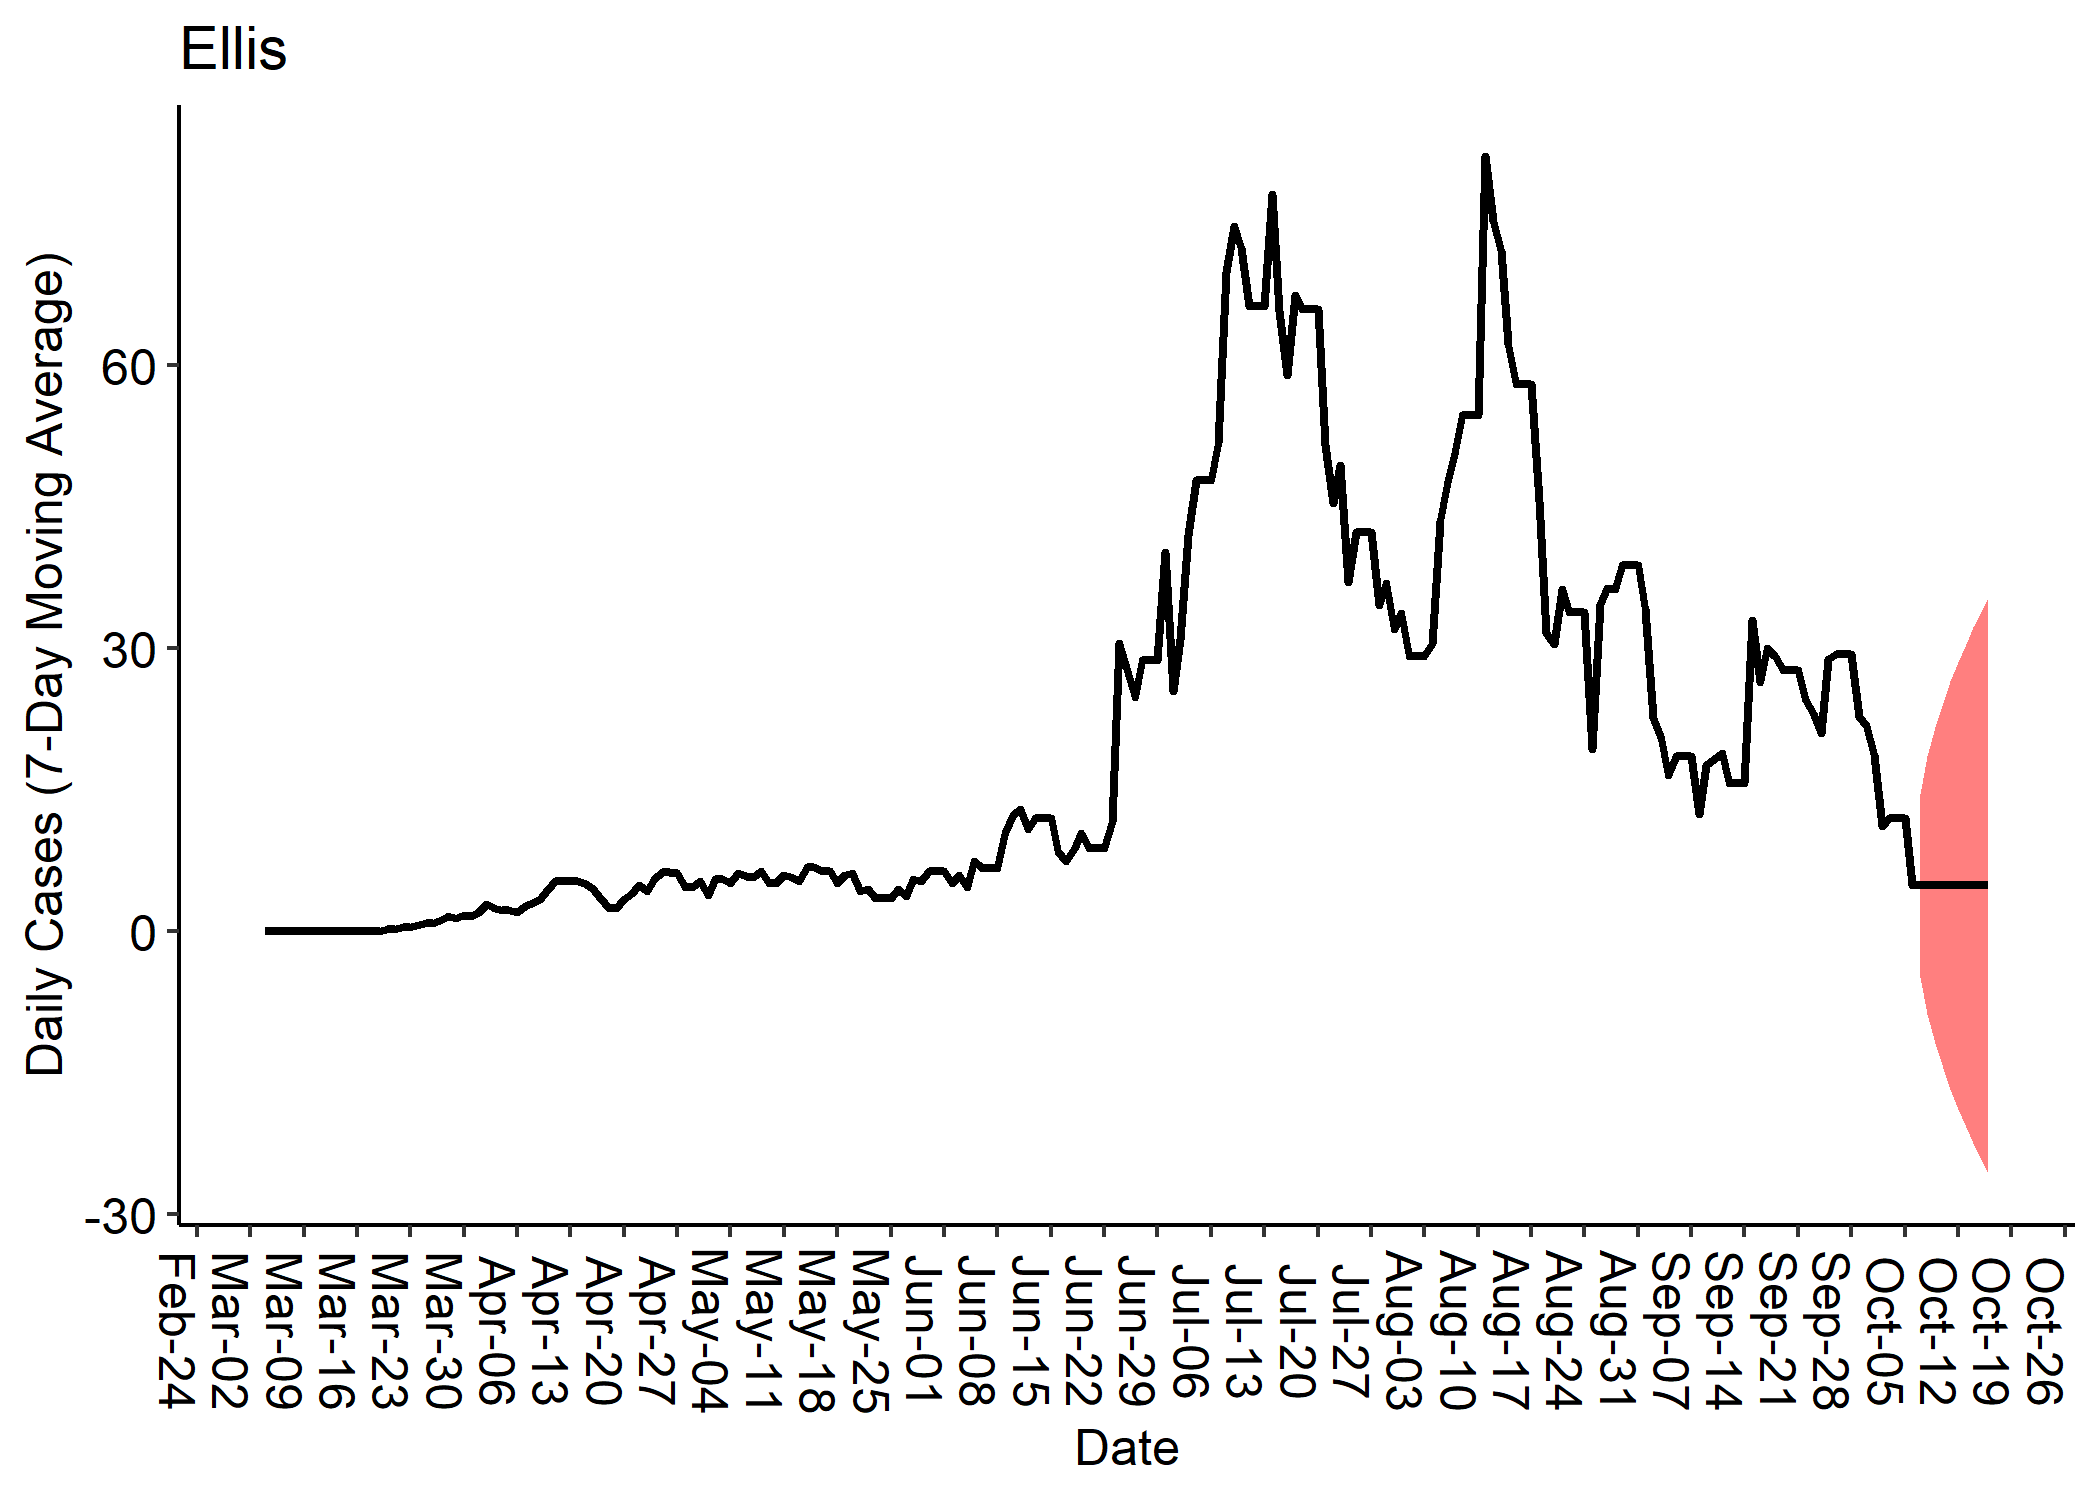 Ellis
Daily Cases (7-Day Moving Average)
60
30
0
-30
Feb-24
Mar-02
Mar-09
Mar-16
Mar-23
Mar-30
Apr-06
Apr-13
Apr-20
Apr-27
May-04
May-11
May-18
May-25
Jun-01
Jun-08
Jun-15
Jun-22
Jun-29
Jul-06
Jul-13
Jul-20
Jul-27
Aug-03
Aug-10
Aug-17
Aug-24
Aug-31
Sep-07
Sep-14
Sep-21
Sep-28
Oct-05
Oct-12
Oct-19
Oct-26
Date